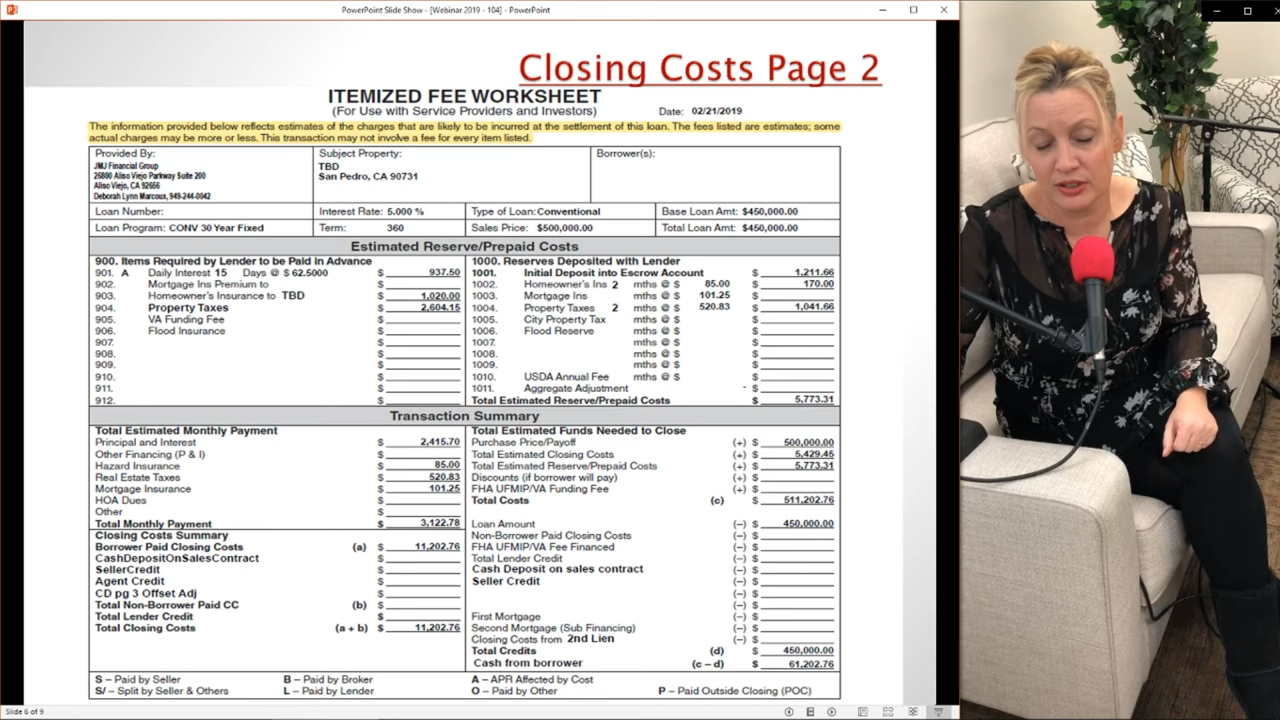 PowerPoint Slide Show - [Webinar 2019 - 104] - PowerPoint
Closing Costs Page 2
ITEMIZED FEE WORKSHEET
(For Use with Service Providers and Investors)
Date: 02/21/2019
The information provided below reflects estimates of the charges that are likely to be incurred at the settlement of this loan. The fees listed are estimates; some
actual charges may be more or less. This transaction may not involve a fee for every item listed.
Provided By:
JMJ Financial Group
26800 Aliso Viejo Parkway Suite 200
Aliso Viejo, CA 92656
Deborah Lynn Marcoux, 949-244-0042
Subject Property:
TBD
San Pedro, CA 90731
Borrower(s):
Loan Number: Interest Rate: 5.000 % Type of Loan: Conventional Base Loan Amt: $450,000.00
Loan Program: CONV 30 Year Fixed Term: 360 Sales Price: $500,000.00 Total Loan Amt: $450,000.00
Estimated Reserve/Prepaid Costs
900. Items Required by Lender to be Paid in Advance
901. A Daily Interest 15 Days @ $ 62.5000 $ 937.50
902. Mortgage Ins Premium to $
903. Homeowner's Insurance to TBD $ 1,020.00
904. Property Taxes $ 2,604.15
905. VA Funding Fee $
906. Flood Insurance $
907. $
908. $
909. $
910. $
911. $
912. $
1000. Reserves Deposited with Lender
1001. Initial Deposit into Escrow Account $ 1,211.66
1002. Homeowner's Ins 2 mths @ $ 85.00 $ 170.00
1003. Mortgage Ins mths @ $ 101.25 $
1004. Property Taxes 2 mths @ $ 520.83 $ 1,041.66
1005. City Property Tax mths @ $ $
1006. Flood Reserve mths @ $ $
1007. mths @ $ $
1008. mths @ $ $
1009. mths @ $ $
1010. USDA Annual Fee mths @ $ $
1011. Aggregate Adjustment - $
Total Estimated Reserve/Prepaid Costs $ 5,773.31
Transaction Summary
Total Estimated Monthly Payment
Principal and Interest $ 2,415.70
Other Financing (P & I) $
Hazard Insurance $ 85.00
Real Estate Taxes $ 520.83
Mortgage Insurance $ 101.25
HOA Dues $
Other $
Total Monthly Payment $ 3,122.78
Closing Costs Summary
Borrower Paid Closing Costs (a) $ 11,202.76
CashDepositOnSalesContract $
SellerCredit $
Agent Credit $
CD pg 3 Offset Adj $
Total Non-Borrower Paid CC (b) $
Total Lender Credit $
Total Closing Costs (a + b) $ 11,202.76
Total Estimated Funds Needed to Close
Purchase Price/Payoff (+) $ 500,000.00
Total Estimated Closing Costs (+) $ 5,429.45
Total Estimated Reserve/Prepaid Costs (+) $ 5,773.31
Discounts (if borrower will pay) (+) $
FHA UFMIP/VA Funding Fee (+) $
Total Costs (c) $ 511,202.76
Loan Amount (−) $ 450,000.00
Non-Borrower Paid Closing Costs (−) $
FHA UFMIP/VA Fee Financed (−) $
Total Lender Credit (−) $
Cash Deposit on sales contract (−) $
Seller Credit (−) $
(−) $
(−) $
First Mortgage (−) $
Second Mortgage (Sub Financing) (−) $
Closing Costs from 2nd Lien (−) $
Total Credits (d) $ 450,000.00
Cash from borrower (c − d) $ 61,202.76
S – Paid by Seller B – Paid by Broker A – APR Affected by Cost
S/ – Split by Seller & Others L – Paid by Lender O – Paid by Other P – Paid Outside Closing (POC)
Slide 6 of 9